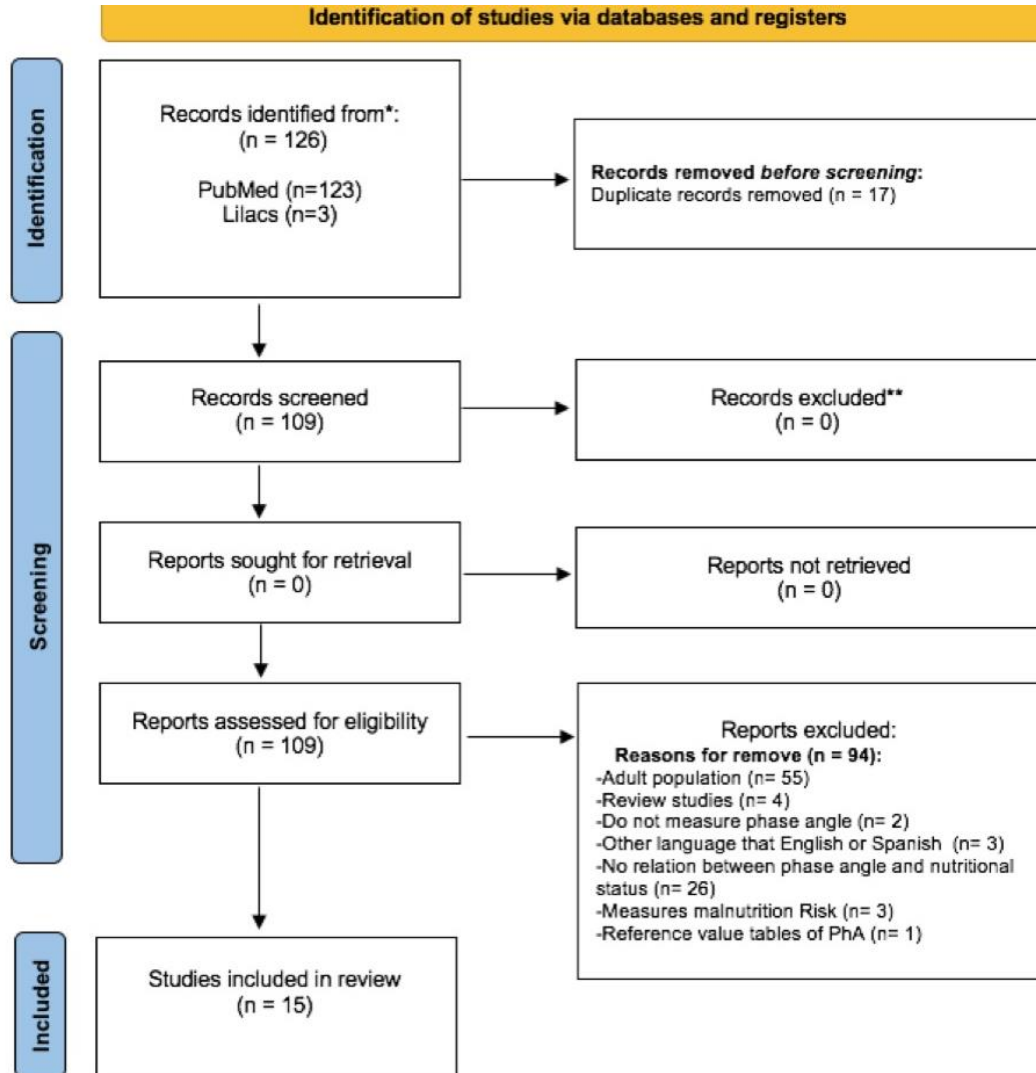 Identification of studies via databases and registers
Identification
Records identified from*:
(n = 126)
PubMed (n=123)
Lilacs (n=3)
Records removed before screening:
Duplicate records removed (n = 17)
Screening
Records screened
(n = 109)
Records excluded**
(n = 0)
Reports sought for retrieval
(n = 0)
Reports not retrieved
(n = 0)
Reports assessed for eligibility
(n = 109)
Reports excluded:
Reasons for remove (n = 94):
-Adult population (n= 55)
-Review studies (n= 4)
-Do not measure phase angle (n= 2)
-Other language that English or Spanish (n= 3)
-No relation between phase angle and nutritional
status (n= 26)
-Measures malnutrition Risk (n= 3)
-Reference value tables of PhA (n= 1)
Included
Studies included in review
(n = 15)